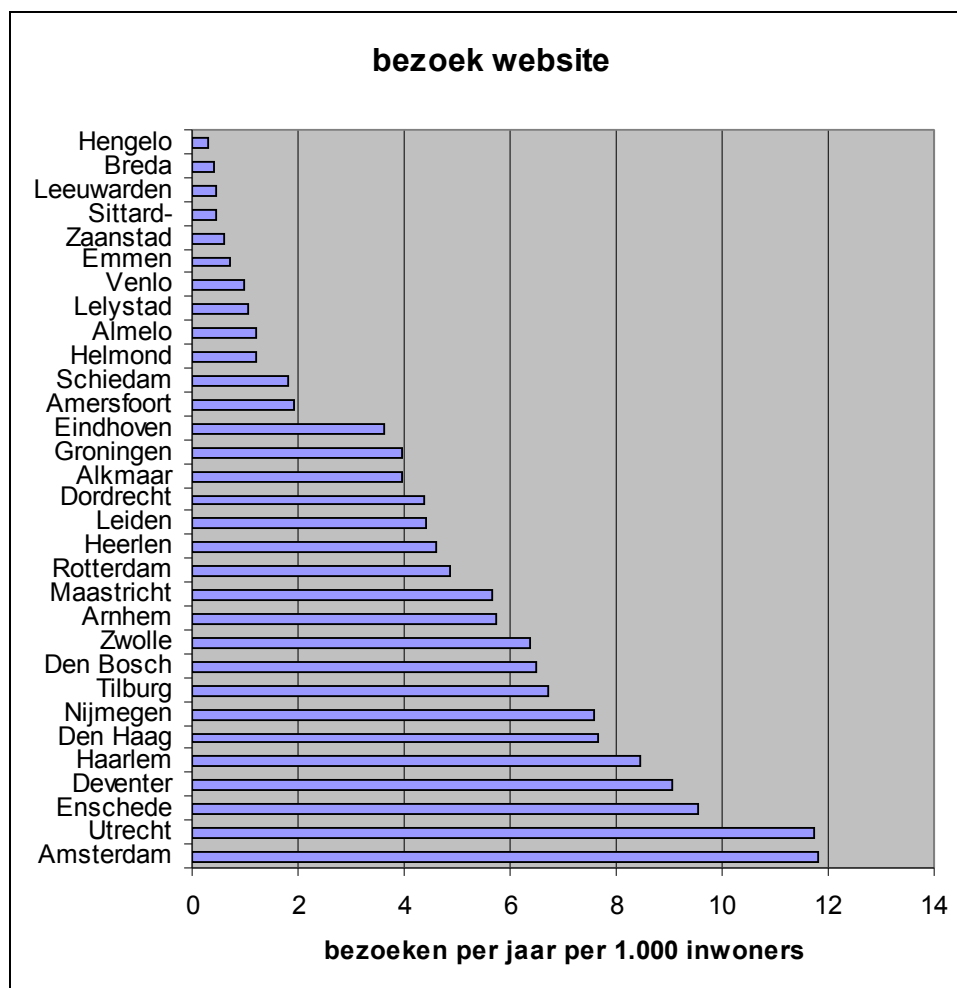 bezoek website
Hengelo
Breda
Leeuwarden
Sittard-
Zaanstad
Emmen
Venlo
Lelystad
Almelo
Helmond
Schiedam
Amersfoort
Eindhoven
Groningen
Alkmaar
Dordrecht
Leiden
Heerlen
Rotterdam
Maastricht
Arnhem
Zwolle
Den Bosch
Tilburg
Nijmegen
Den Haag
Haarlem
Deventer
Enschede
Utrecht
Amsterdam
0 2 4 6 8 10 12 14
bezoeken per jaar per 1.000 inwoners